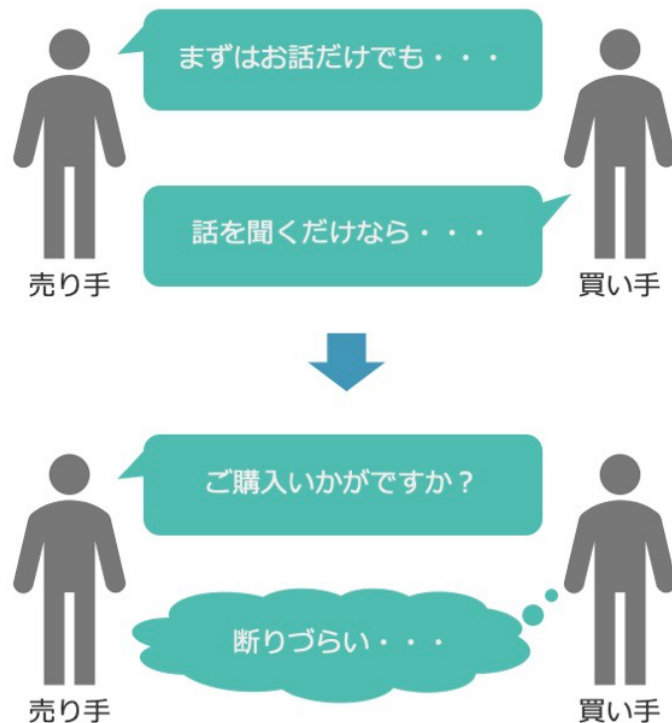 まずはお話だけでも・・・
話を聞くだけなら・・・
売り手
買い手
ご購入いかがですか？
断りづらい・・・
売り手
買い手